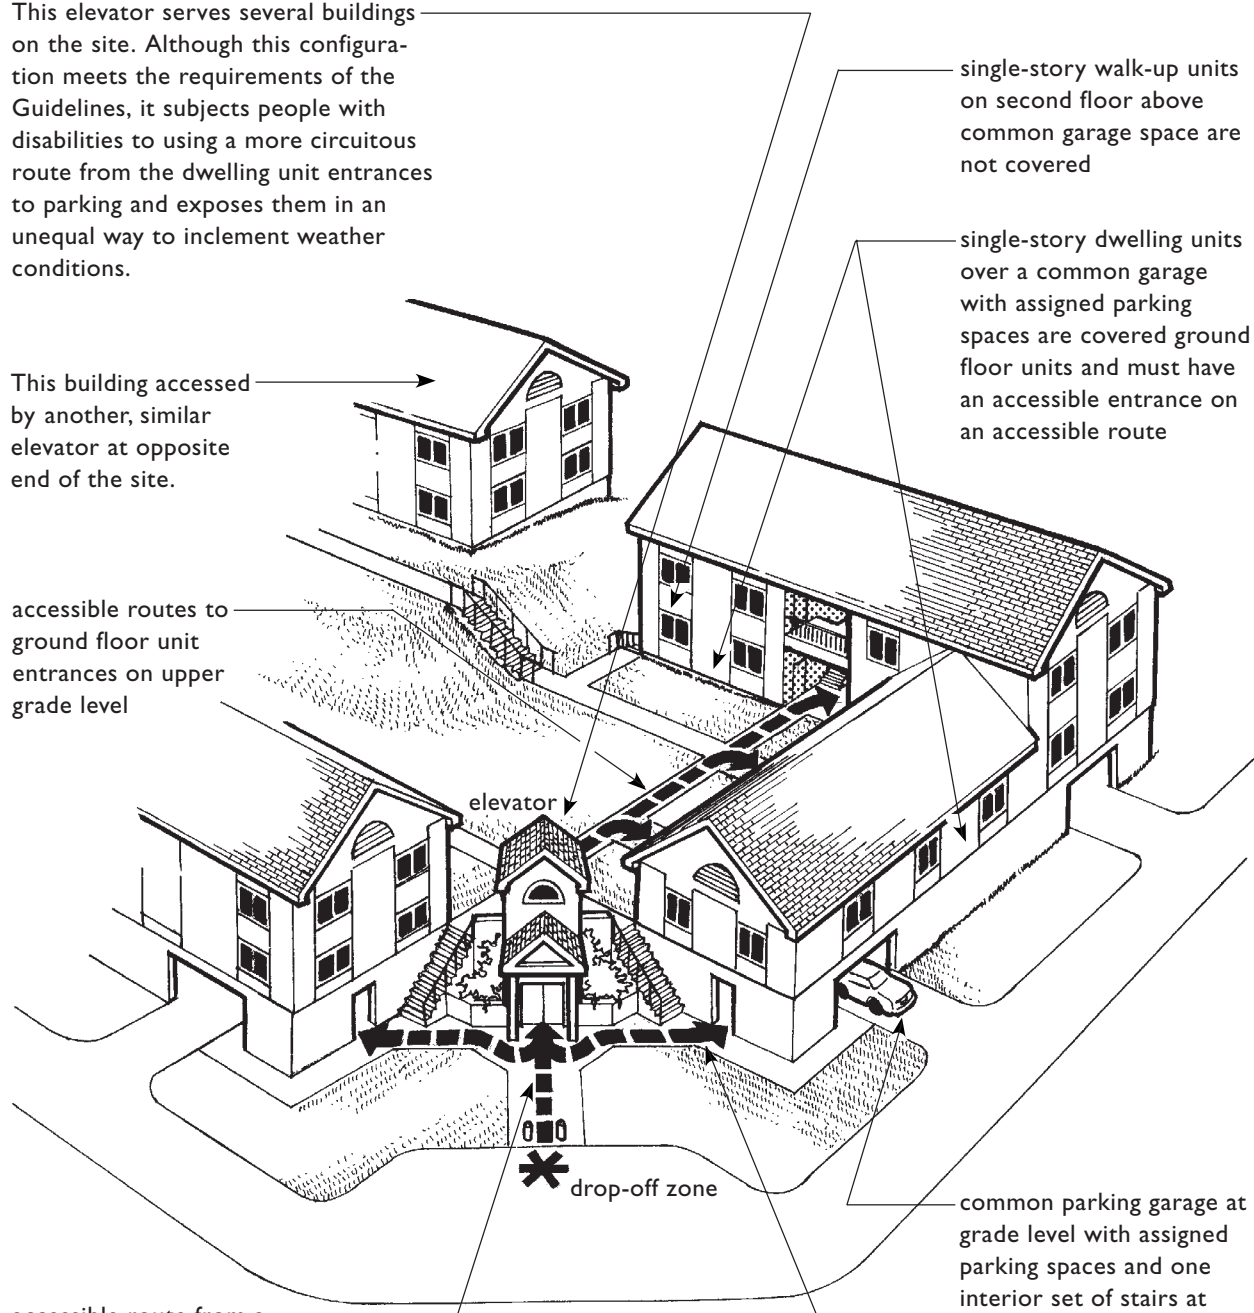 This elevator serves several buildings
on the site. Although this configura-
tion meets the requirements of the
Guidelines, it subjects people with
disabilities to using a more circuitous
route from the dwelling unit entrances
to parking and exposes them in an
unequal way to inclement weather
conditions.
single-story walk-up units
on second floor above
common garage space are
not covered
single-story dwelling units
over a common garage
with assigned parking
spaces are covered ground
floor units and must have
an accessible entrance on
an accessible route
This building accessed
by another, similar
elevator at opposite
end of the site.
accessible routes to
ground floor unit
entrances on upper
grade level
elevator
drop-off zone
common parking garage at
grade level with assigned
parking spaces and one
interior set of stairs at
accessible route from a